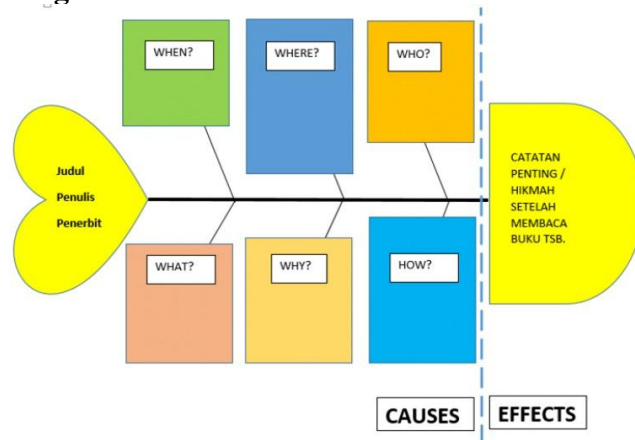 WHEN?
WHERE?
WHO?
Judul
Penulis
Penerbit
CATATAN
PENTING /
HIKMAH
SETELAH
MEMBACA
BUKU TSB.
WHAT?
WHY?
HOW?
CAUSES
EFFECTS